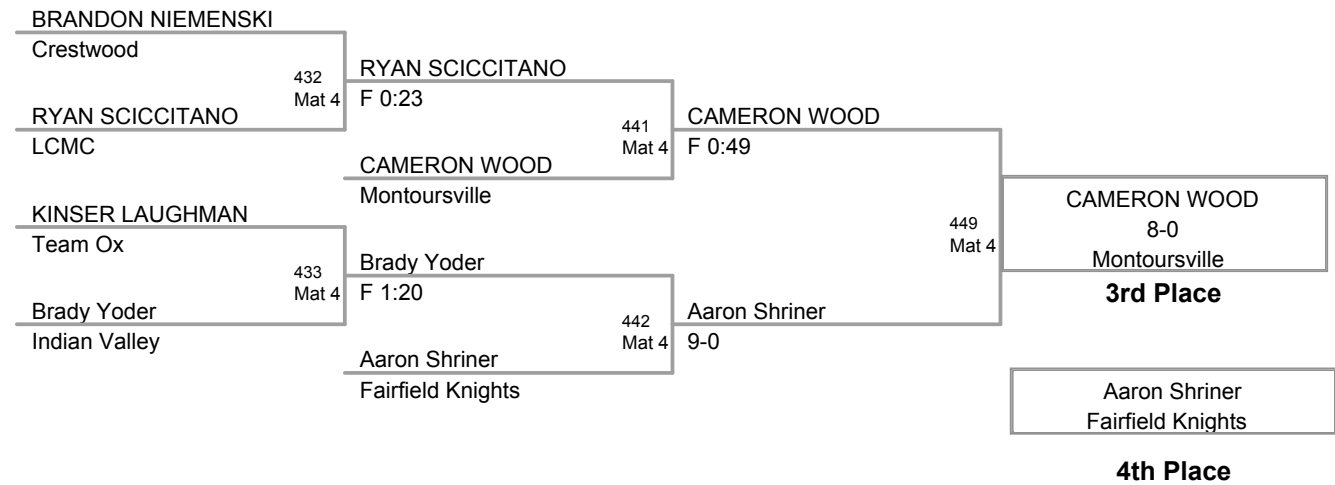 BRANDON NIEMENSKI
Crestwood
432
Mat 4
RYAN SCICCITANO
F 0:23
RYAN SCICCITANO
LCMC
441
Mat 4
CAMERON WOOD
F 0:49
CAMERON WOOD
Montoursville
KINSER LAUGHMAN
Team Ox
449
Mat 4
CAMERON WOOD
8-0
Montoursville
3rd Place
433
Mat 4
Brady Yoder
F 1:20
Brady Yoder
Indian Valley
442
Mat 4
Aaron Shriner
9-0
Aaron Shriner
Fairfield Knights
Aaron Shriner
Fairfield Knights
4th Place